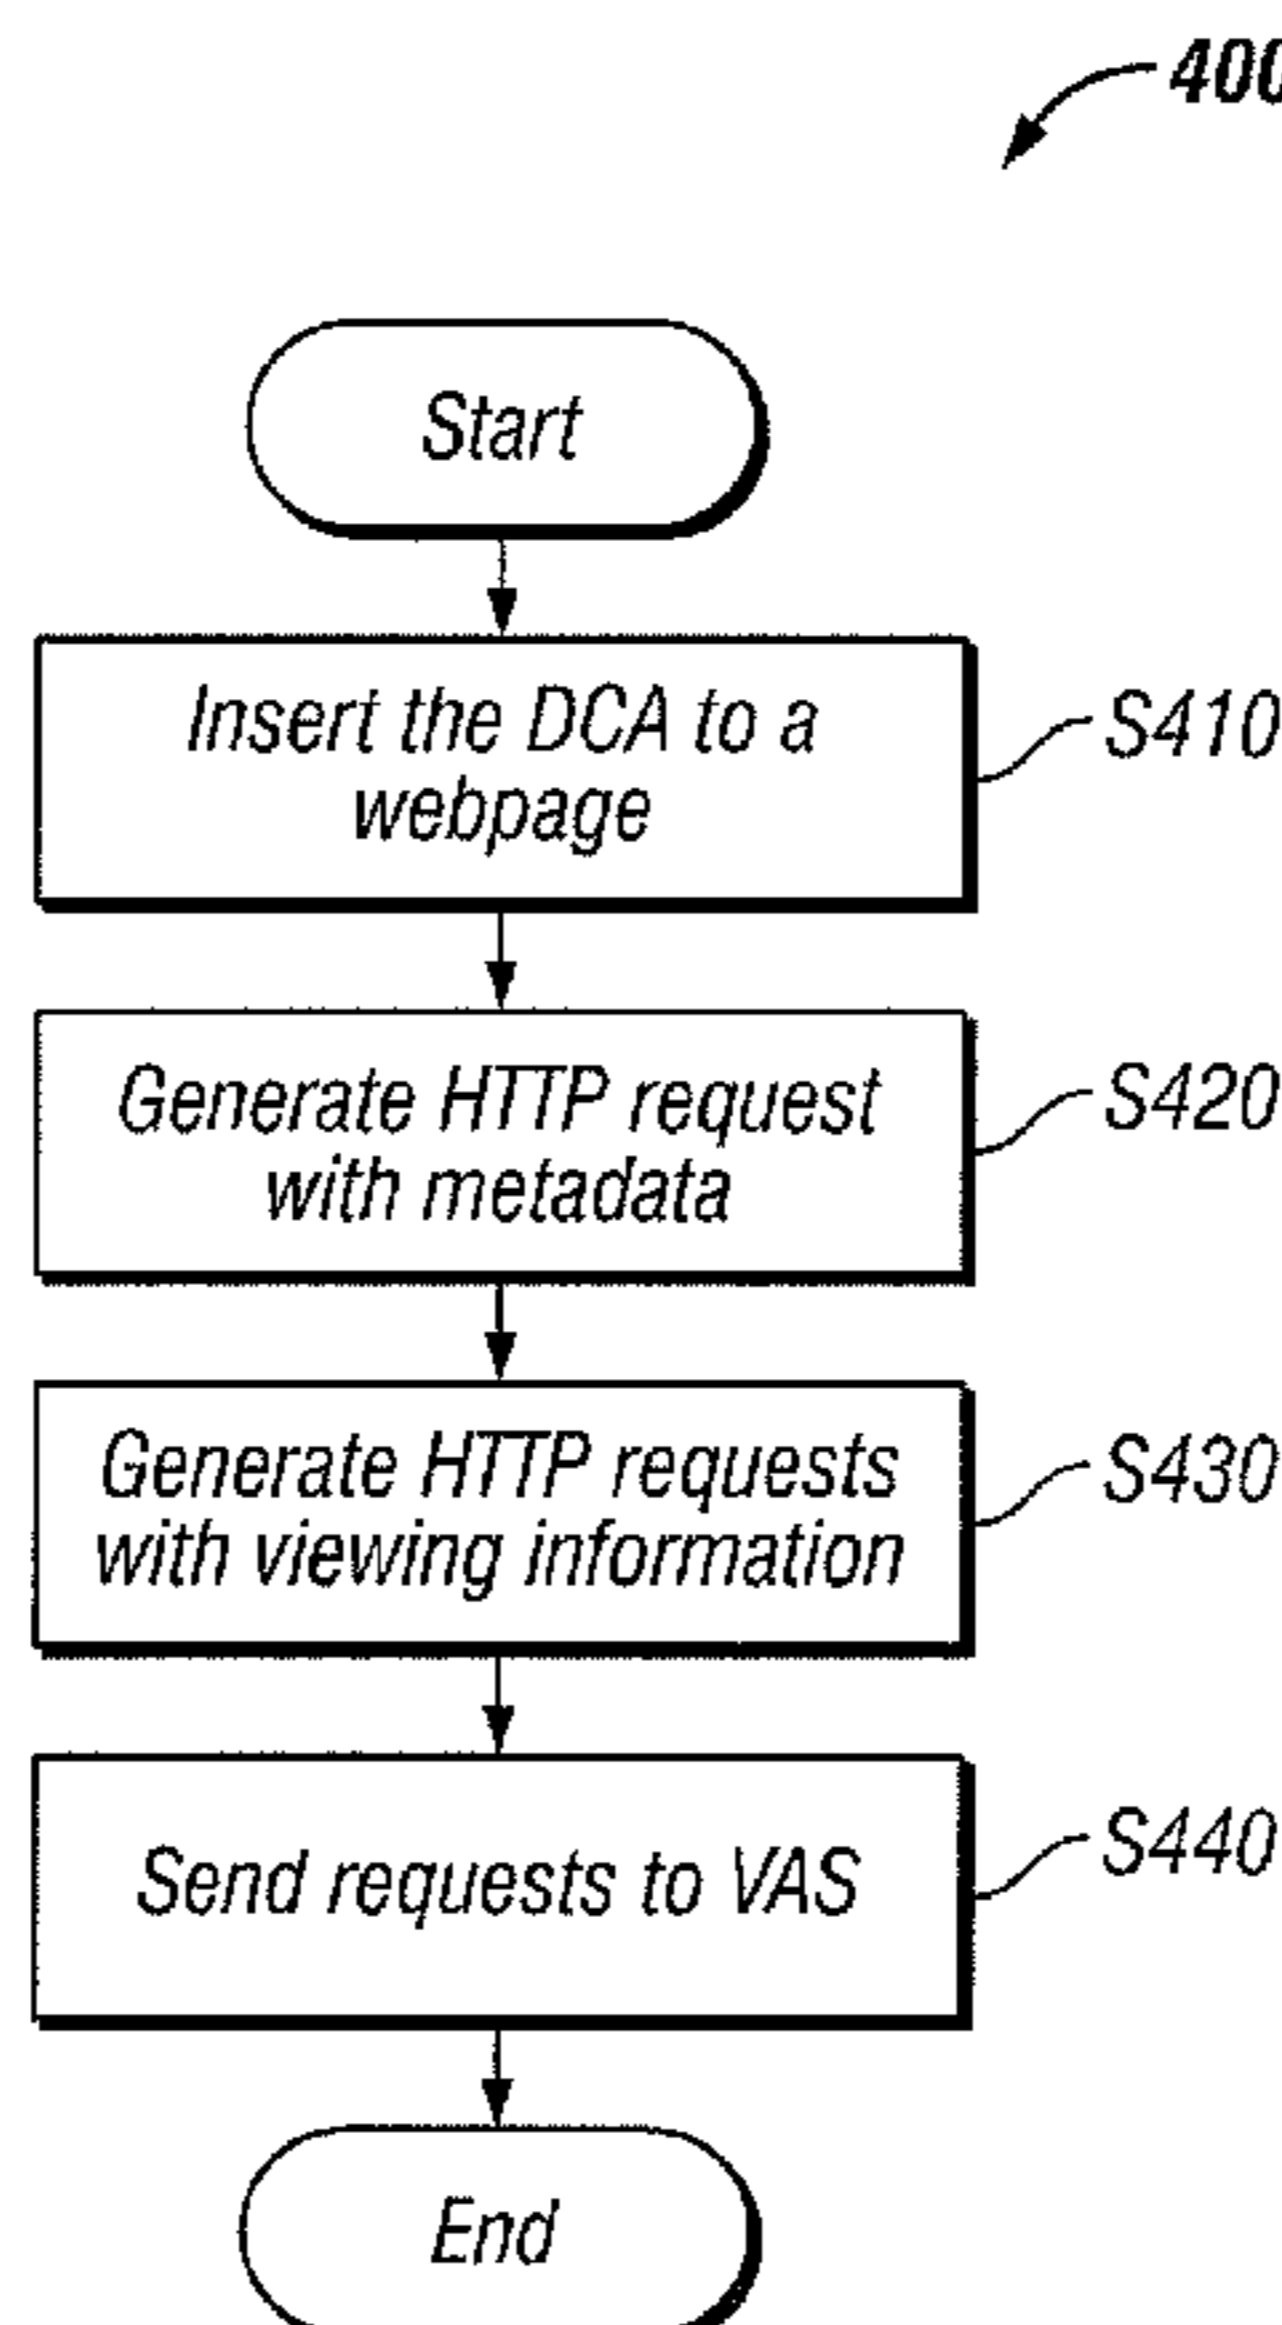 400
Start
Insert the DCA to a
webpage
S410
Generate HTTP request
with metadata
S420
Generate HTTP requests
with viewing information
S430
Send requests to VAS
S440
End